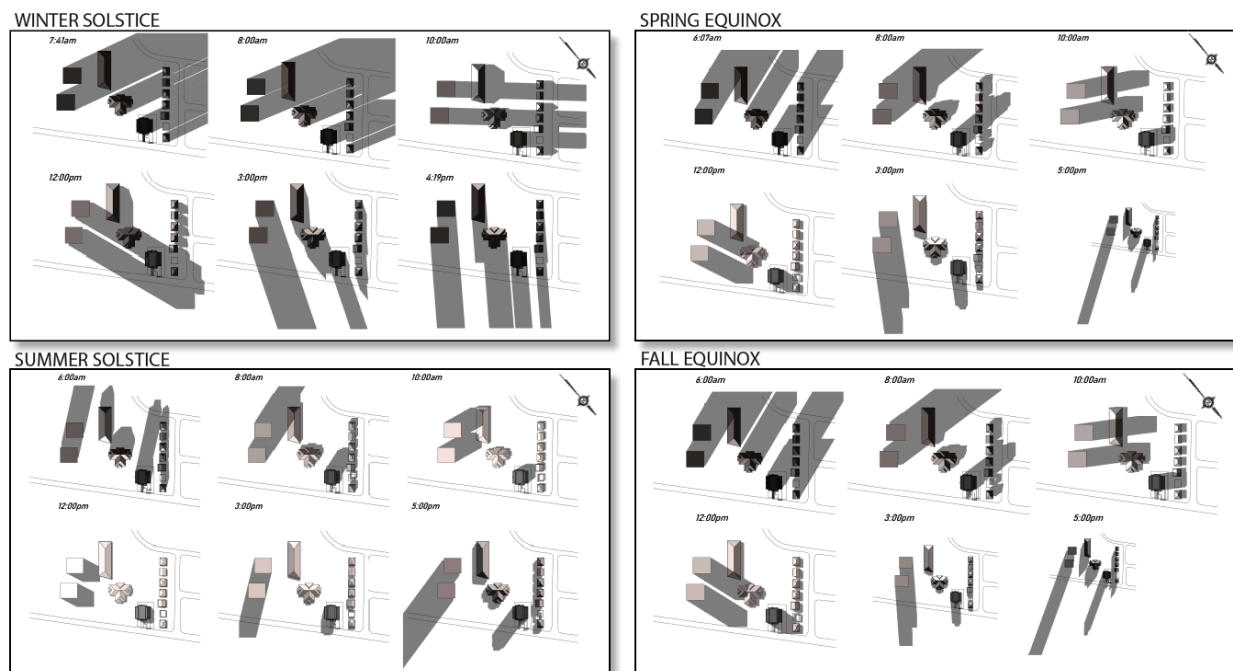 WINTER SOLSTICE
7:41am 8:00am 10:00am
12:00pm 3:00pm 4:19pm
SPRING EQUINOX
6:07am 8:00am 10:00am
12:00pm 3:00pm 5:00pm
SUMMER SOLSTICE
6:00am 8:00am 10:00am
12:00pm 3:00pm 5:00pm
FALL EQUINOX
6:00am 8:00am 10:00am
12:00pm 3:00pm 5:00pm